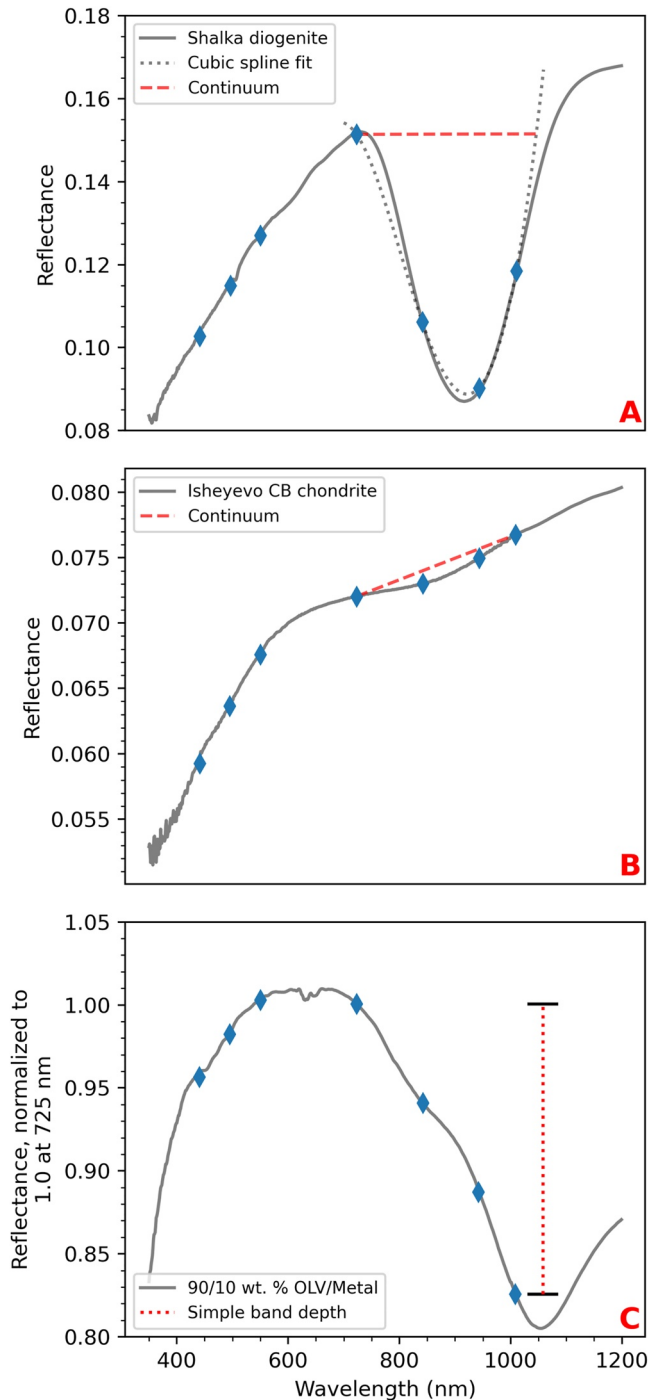 0.18
0.16
0.14
0.12
0.10
0.08
Reflectance
Shalka diogenite
Cubic spline fit
Continuum
A
0.080
0.075
0.070
0.065
0.060
0.055
Reflectance
Isheyevo CB chondrite
Continuum
B
1.05
1.00
0.95
0.90
0.85
0.80
Reflectance, normalized to
1.0 at 725 nm
90/10 wt. % OLV/Metal
Simple band depth
C
400 600 800 1000 1200
Wavelength (nm)